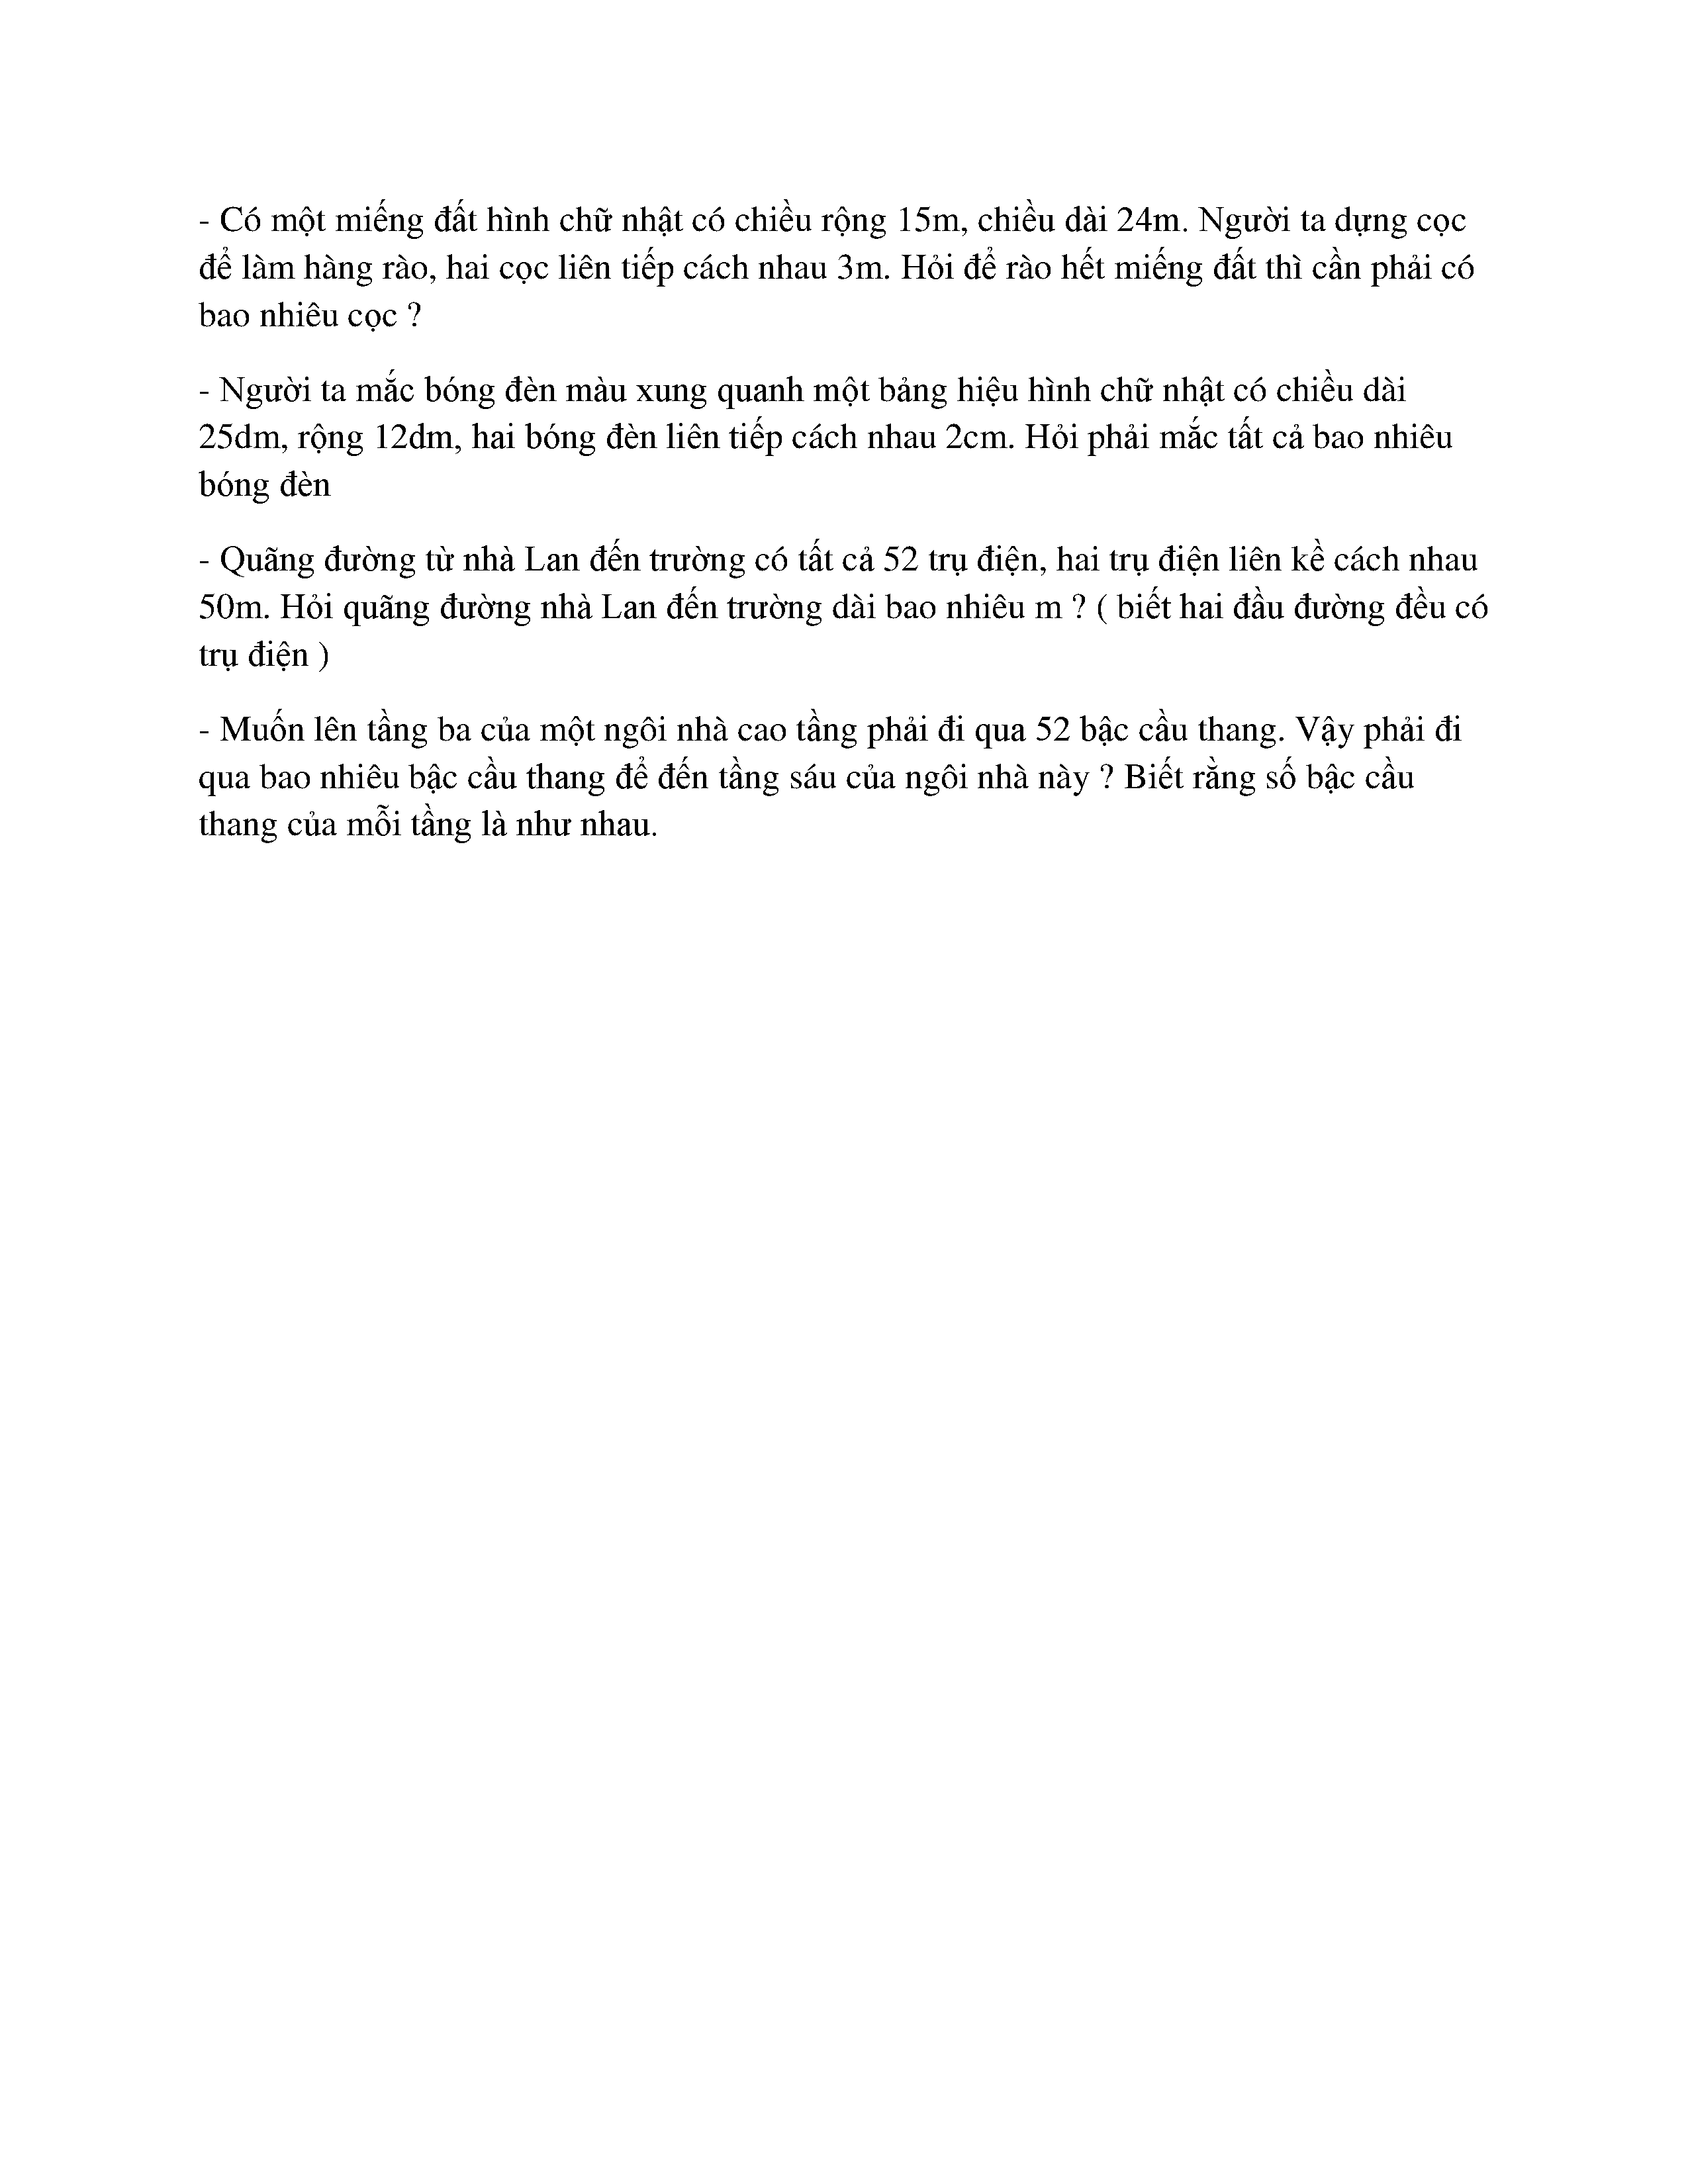 - Có một miếng đất hình chữ nhật có chiều rộng 15m, chiều dài 24m. Người ta dựng cọc
để làm hàng rào, hai cọc liên tiếp cách nhau 3m. Hỏi để rào hết miếng đất thì cần phải có
bao nhiêu cọc ?
- Người ta mắc bóng đèn màu xung quanh một bảng hiệu hình chữ nhật có chiều dài
25dm, rộng 12dm, hai bóng đèn liên tiếp cách nhau 2cm. Hỏi phải mắc tất cả bao nhiêu
bóng đèn
- Quãng đường từ nhà Lan đến trường có tất cả 52 trụ điện, hai trụ điện liên kề cách nhau
50m. Hỏi quãng đường nhà Lan đến trường dài bao nhiêu m ? ( biết hai đầu đường đều có
trụ điện )
- Muốn lên tầng ba của một ngôi nhà cao tầng phải đi qua 52 bậc cầu thang. Vậy phải đi
qua bao nhiêu bậc cầu thang để đến tầng sáu của ngôi nhà này ? Biết rằng số bậc cầu
thang của mỗi tầng là như nhau.